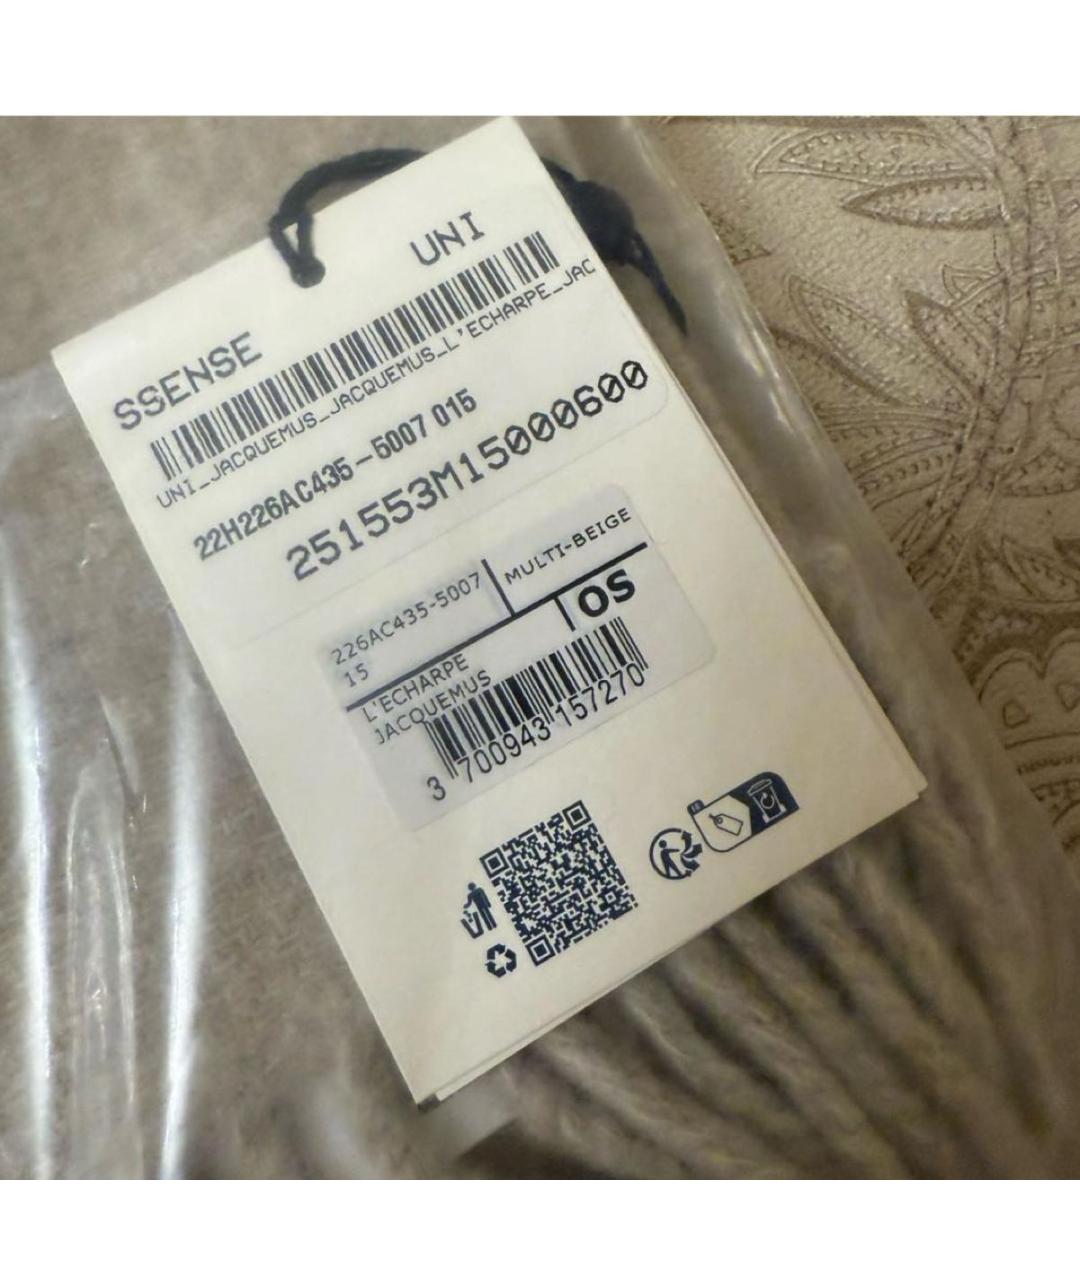 SSENSE UNI
UNI_JACQUEMUS_JACQUEMUS_L'ECHARPE_JAC
22H226AC435-5007 015
251553M15000600
226AC435-5007
15
MULTI-BEIGE
OS
L'ECHARPE
JACQUEMUS
3 700943 157270